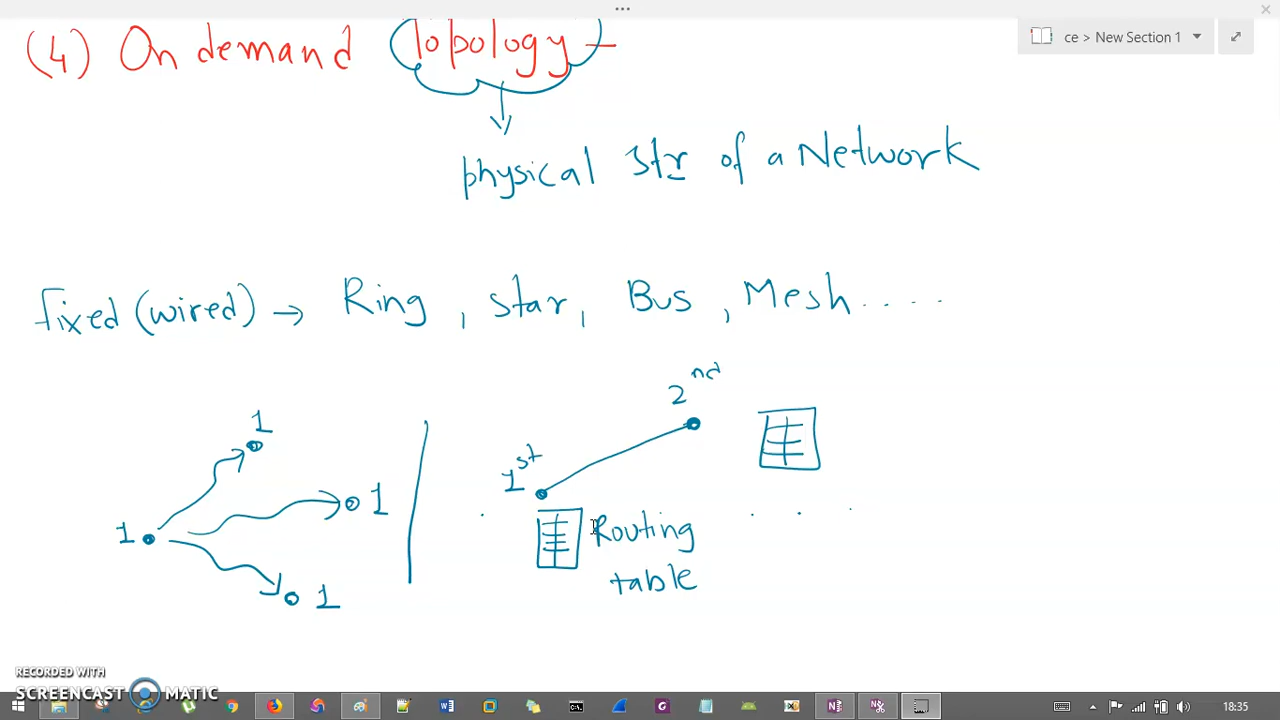 ce > New Section 1
(4) On demand Topology -
physical Str of a Network
fixed (wired) → Ring, star, Bus, Mesh.....
2nd
1
1st
1
1
Routing
table
1
RECORDED WITH
SCREENCAST MATIC
18:35